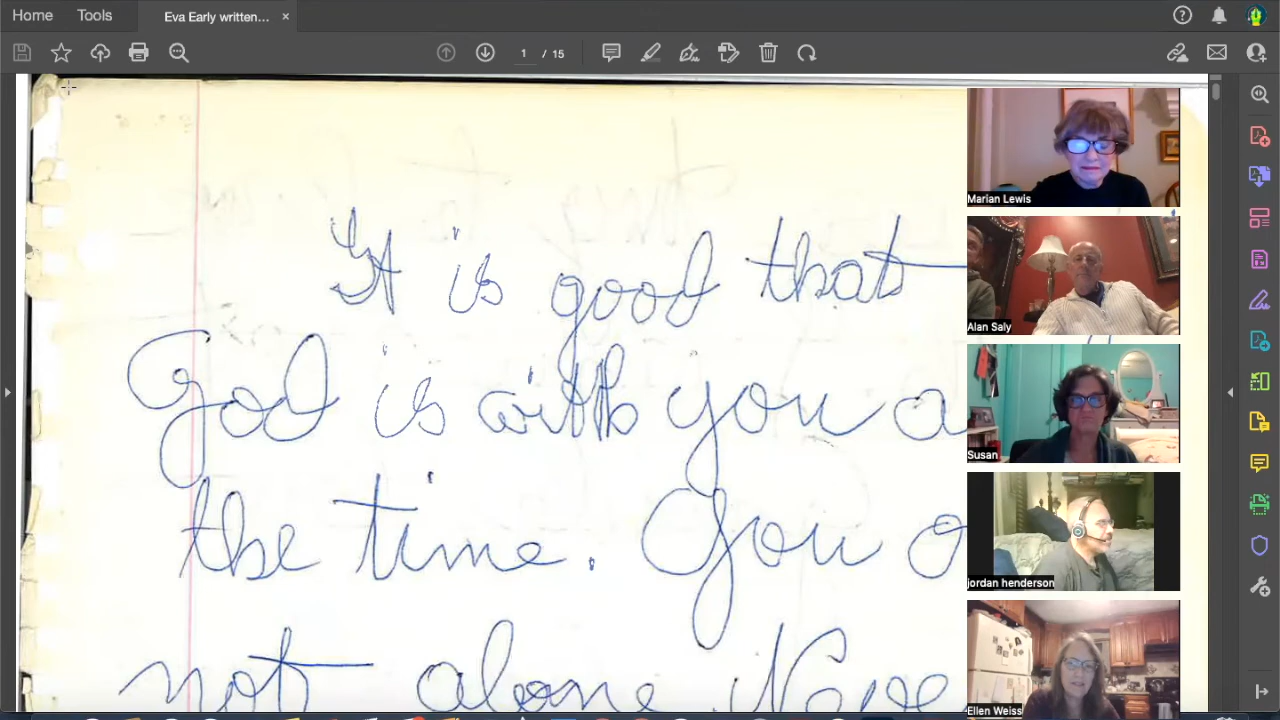 Home
Tools
Eva Early written...
1 / 15
It is good that
God is with you a
the time. You
not alone. Neve
Marian Lewis
Alan Saly
Susan
jordan henderson
Ellen Weiss